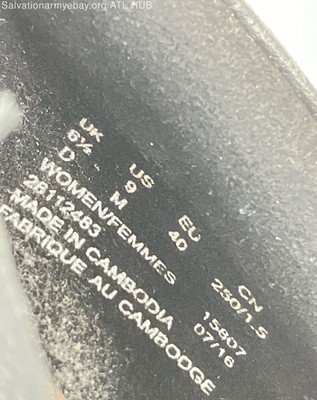 Salvationarmyebay.org ATL HUB
UK US EU CN
6½ 9 40 250/1.5
D M 15807
WOMEN/FEMMES 07/16
26112483
MADE IN CAMBODIA
FABRIQUE AU CAMBODGE